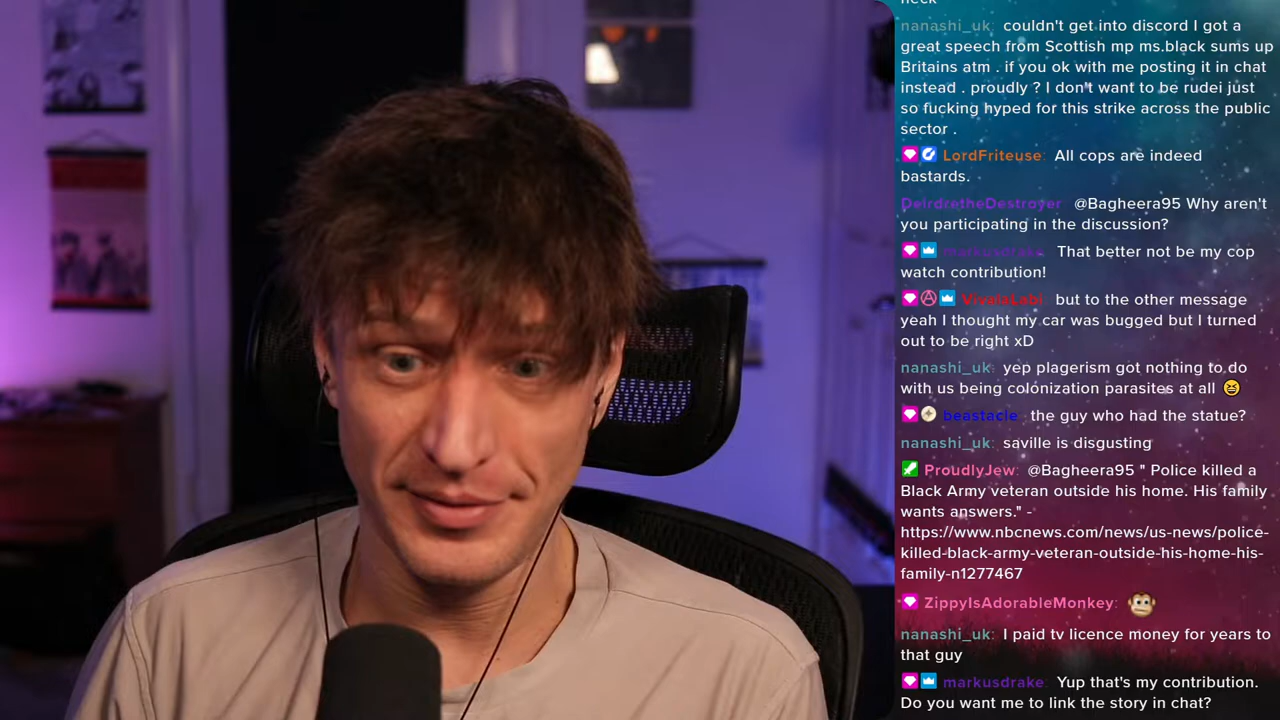 neck
nanashi_uk: couldn't get into discord I got a
great speech from Scottish mp ms.black sums up
Britains atm . if you ok with me posting it in chat
instead . proudly ? I don't want to be rudei just
so fucking hyped for this strike across the public
sector .
LordFriteuse: All cops are indeed
bastards.
DeirdretheDestroyer @Bagheera95 Why aren't
you participating in the discussion?
markusdrake: That better not be my cop
watch contribution!
VivalaLabi but to the other message
yeah I thought my car was bugged but I turned
out to be right xD
nanashi_uk: yep plagerism got nothing to do
with us being colonization parasites at all 😆
beastacle the guy who had the statue?
nanashi_uk: saville is disgusting
ProudlyJew: @Bagheera95 " Police killed a
Black Army veteran outside his home. His family
wants answers." -
https://www.nbcnews.com/news/us-news/police-
killed-black-army-veteran-outside-his-home-his-
family-n1277467
ZippyIsAdorableMonkey:
nanashi_uk: I paid tv licence money for years to
that guy
markusdrake: Yup that's my contribution.
Do you want me to link the story in chat?